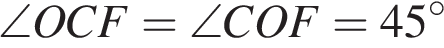 ∠OCF = ∠COF = 45°